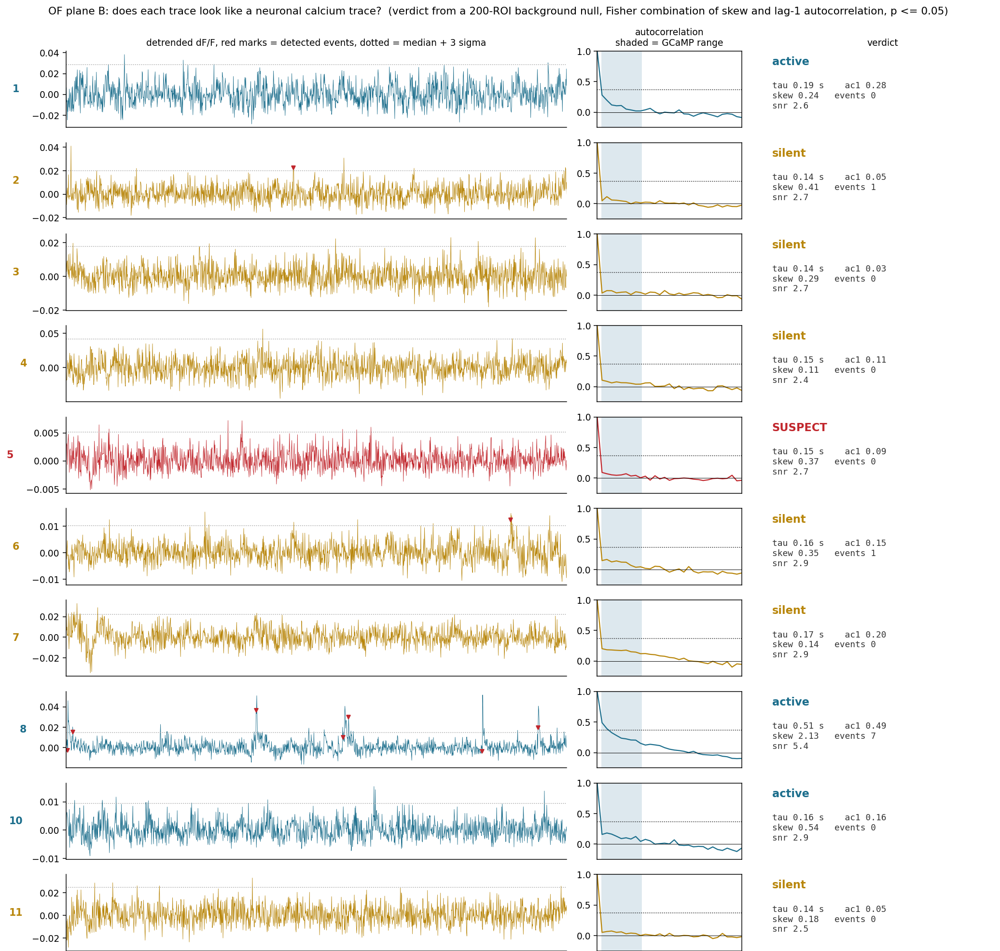 OF plane B: does each trace look like a neuronal calcium trace?  (verdict from a 200-ROI background null, Fisher combination of skew and lag-1 autocorrelation, p <= 0.05)
detrended dF/F, red marks = detected events, dotted = median + 3 sigma
autocorrelation
shaded = GCaMP range
verdict
1
0.04
0.02
0.00
−0.02
1.0
0.5
0.0
active
tau 0.19 s    ac1 0.28
skew 0.24   events 0
snr 2.6
2
0.04
0.02
0.00
−0.02
1.0
0.5
0.0
silent
tau 0.14 s    ac1 0.05
skew 0.41   events 1
snr 2.7
3
0.02
0.00
−0.02
1.0
0.5
0.0
silent
tau 0.14 s    ac1 0.03
skew 0.29   events 0
snr 2.7
4
0.05
0.00
1.0
0.5
0.0
silent
tau 0.15 s    ac1 0.11
skew 0.11   events 0
snr 2.4
5
0.005
0.000
−0.005
1.0
0.5
0.0
SUSPECT
tau 0.15 s    ac1 0.09
skew 0.37   events 0
snr 2.7
6
0.01
0.00
−0.01
1.0
0.5
0.0
silent
tau 0.16 s    ac1 0.15
skew 0.35   events 1
snr 2.9
7
0.02
0.00
−0.02
1.0
0.5
0.0
silent
tau 0.17 s    ac1 0.20
skew 0.14   events 0
snr 2.9
8
0.04
0.02
0.00
1.0
0.5
0.0
active
tau 0.51 s    ac1 0.49
skew 2.13   events 7
snr 5.4
10
0.01
0.00
−0.01
1.0
0.5
0.0
active
tau 0.16 s    ac1 0.16
skew 0.54   events 0
snr 2.9
11
0.02
0.00
−0.02
1.0
0.5
0.0
silent
tau 0.14 s    ac1 0.05
skew 0.18   events 0
snr 2.5